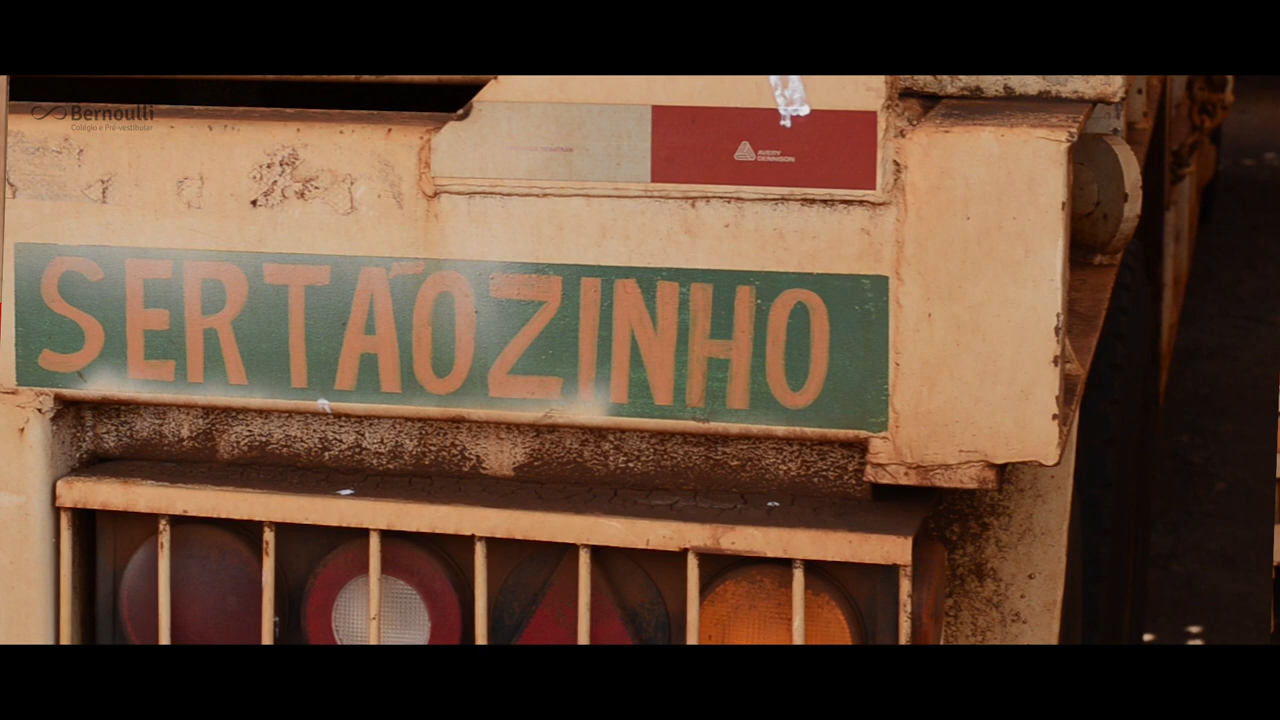 Bernoulli
Colégio e Pré-vestibular
AVERY
DENNISON
SERTÃOZINHO